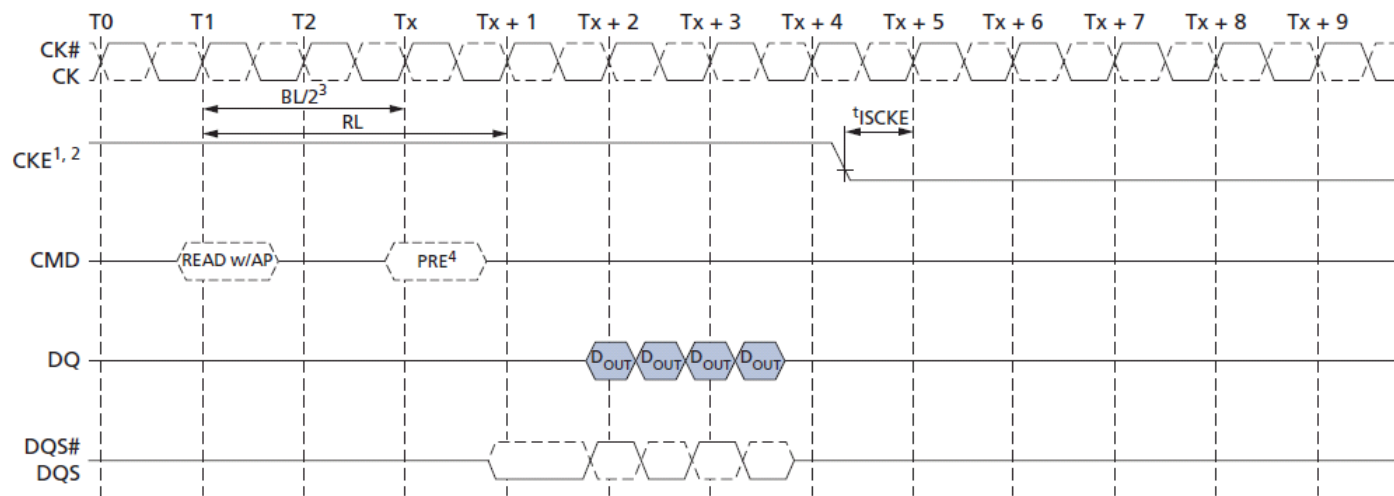 T0 T1 T2 Tx Tx + 1 Tx + 2 Tx + 3 Tx + 4 Tx + 5 Tx + 6 Tx + 7 Tx + 8 Tx + 9
CK#
CK
BL/2³
RL
tISCKE
CKE1, 2
CMD READ w/AP PRE⁴
DQ DOUT DOUT DOUT DOUT
DQS#
DQS